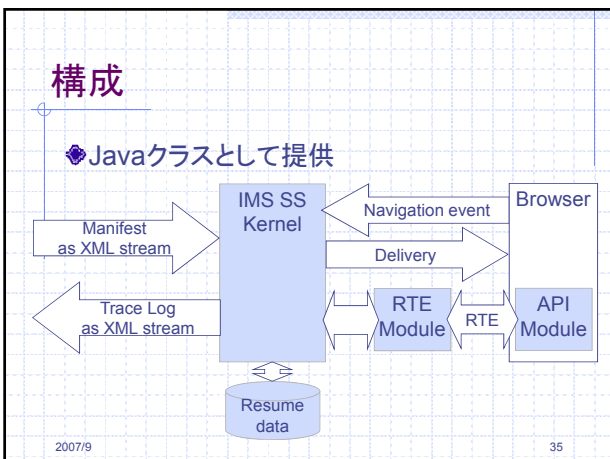 構成
Javaクラスとして提供
Manifest
as XML stream
IMS SS
Kernel
Navigation event
Browser
Delivery
Trace Log
as XML stream
RTE
Module
RTE
API
Module
Resume
data
2007/9
35